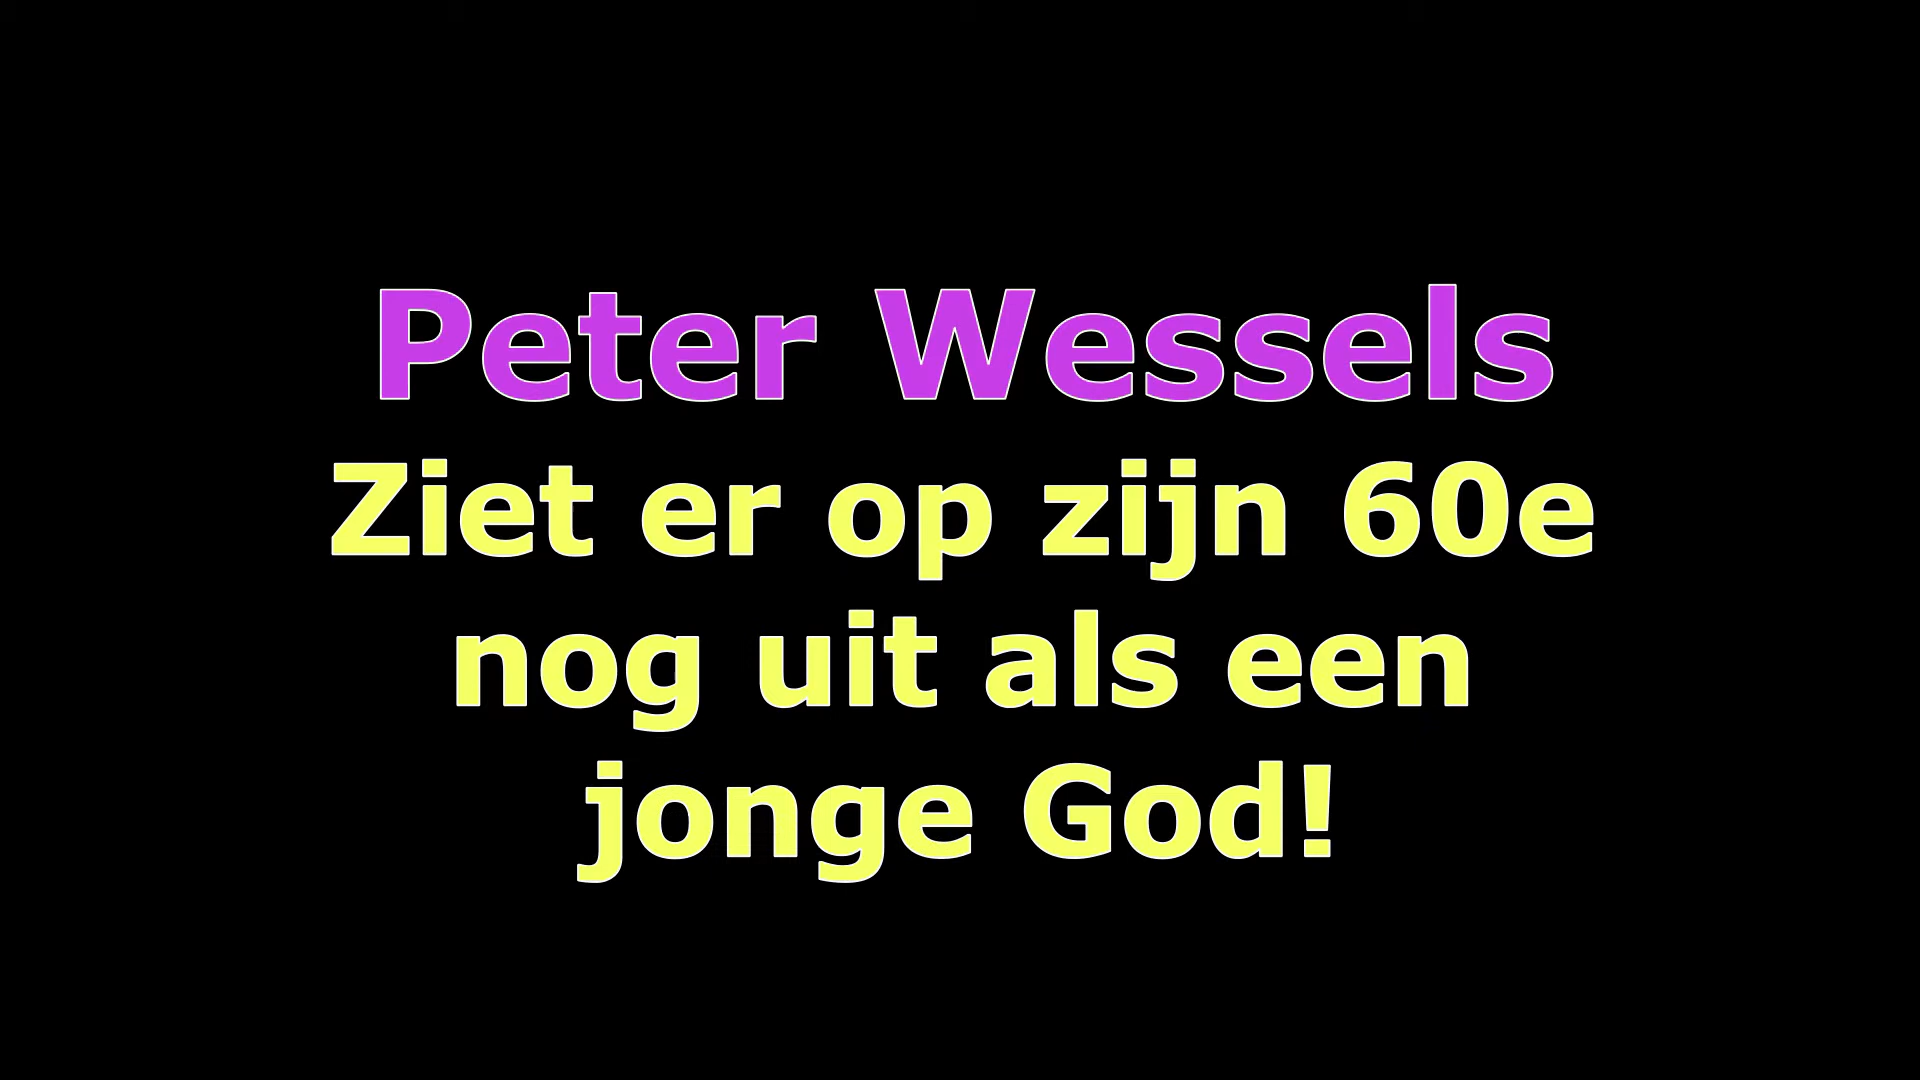 Peter Wessels
Ziet er op zijn 60e
nog uit als een
jonge God!